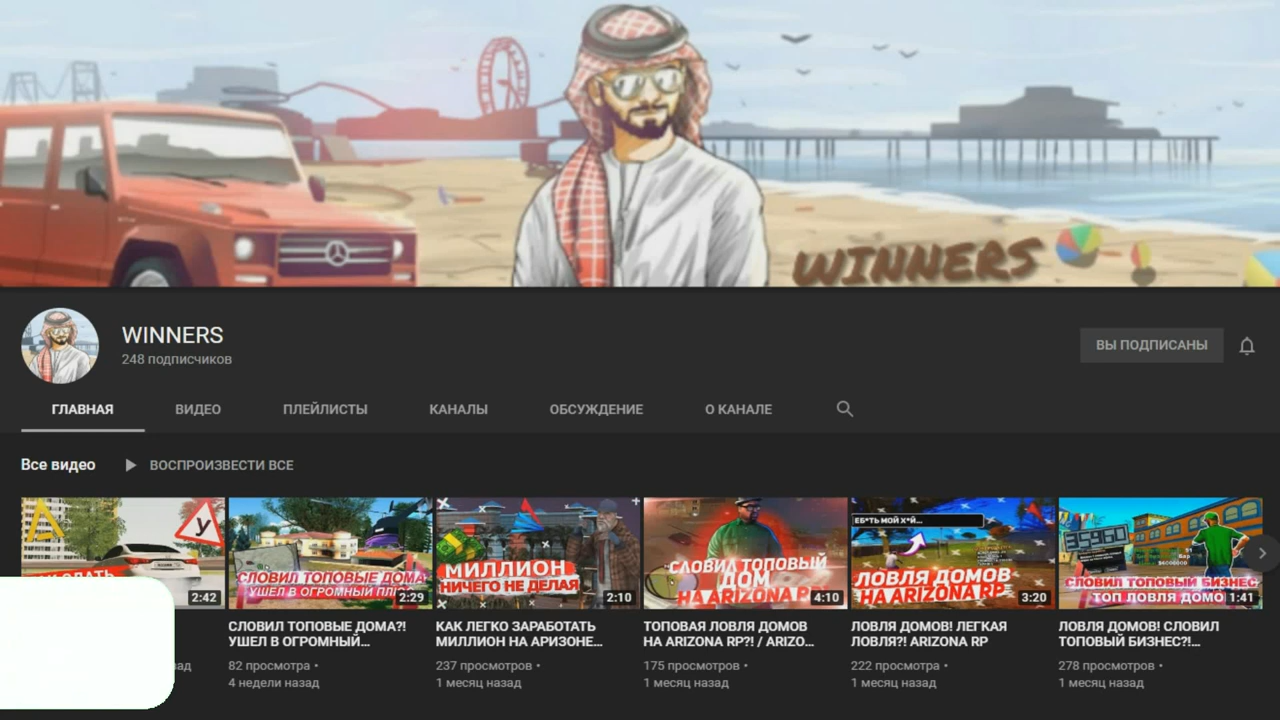 WINNERS
WINNERS
248 подписчиков
ВЫ ПОДПИСАНЫ
ГЛАВНАЯ
ВИДЕО
ПЛЕЙЛИСТЫ
КАНАЛЫ
ОБСУЖДЕНИЕ
О КАНАЛЕ
Все видео
ВОСПРОИЗВЕСТИ ВСЕ
У
2:42
СЛОВИЛ ТОПОВЫЕ ДОМА
УШЕЛ В ОГРОМНЫЙ
2:29
МИЛЛИОН
НИЧЕГО НЕ ДЕЛАЯ
2:10
СЛОВИЛ ТОПОВЫЙ
ДОМ
НА ARIZONA RP
4:10
ЕБ*ТЬ МОЙ Х*Й...
ЛОВЛЯ ДОМОВ
НА ARIZONA RP
3:20
СЛОВИЛ ТОПОВЫЙ БИЗНЕС
ТОП ЛОВЛЯ ДОМО
1:41
СЛОВИЛ ТОПОВЫЕ ДОМА?!
УШЕЛ В ОГРОМНЫЙ...
82 просмотра •
4 недели назад
КАК ЛЕГКО ЗАРАБОТАТЬ
МИЛЛИОН НА АРИЗОНЕ...
237 просмотров •
1 месяц назад
ТОПОВАЯ ЛОВЛЯ ДОМОВ
НА ARIZONA RP?! / ARIZO...
175 просмотров •
1 месяц назад
ЛОВЛЯ ДОМОВ! ЛЕГКАЯ
ЛОВЛЯ?! ARIZONA RP
222 просмотра •
1 месяц назад
ЛОВЛЯ ДОМОВ! СЛОВИЛ
ТОПОВЫЙ БИЗНЕС?!...
278 просмотров •
1 месяц назад